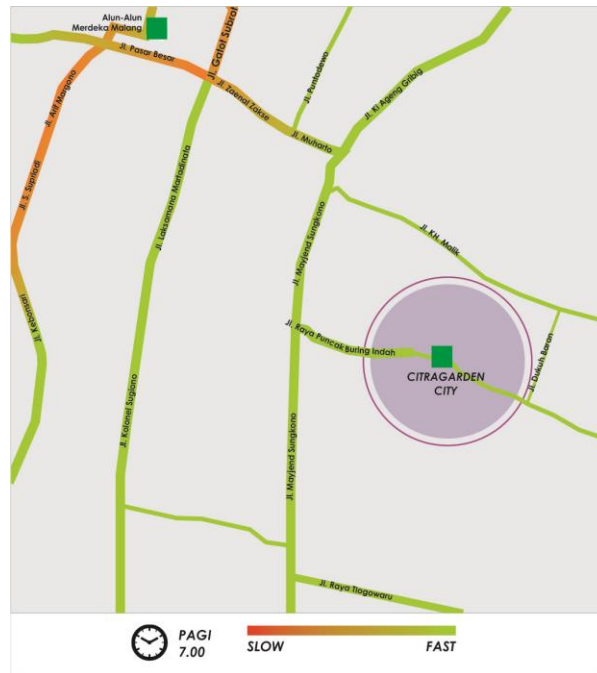 Alun-Alun
Merdeka Malang
Jl. Pasar Besar
Jl. Gatot Subroto
Jl. Zaenal Zakse
Jl. Puntodewo
Jl. Muharto
Jl. Ki Ageng Gribig
Jl. Arif Margono
Jl. S. Supriadi
Jl. Laksamana Martadinata
Jl. Mayjend Sungkono
Jl. KH. Malik
Jl. Kebonsari
Jl. Raya Puncak Buring Indah
CITRAGARDEN
CITY
Jl. Dukuh Baran
Jl. Kolonel Sugiono
Jl. Mayjend Sungkono
Jl. Raya Tlogowaru
PAGI
7.00
SLOW
FAST